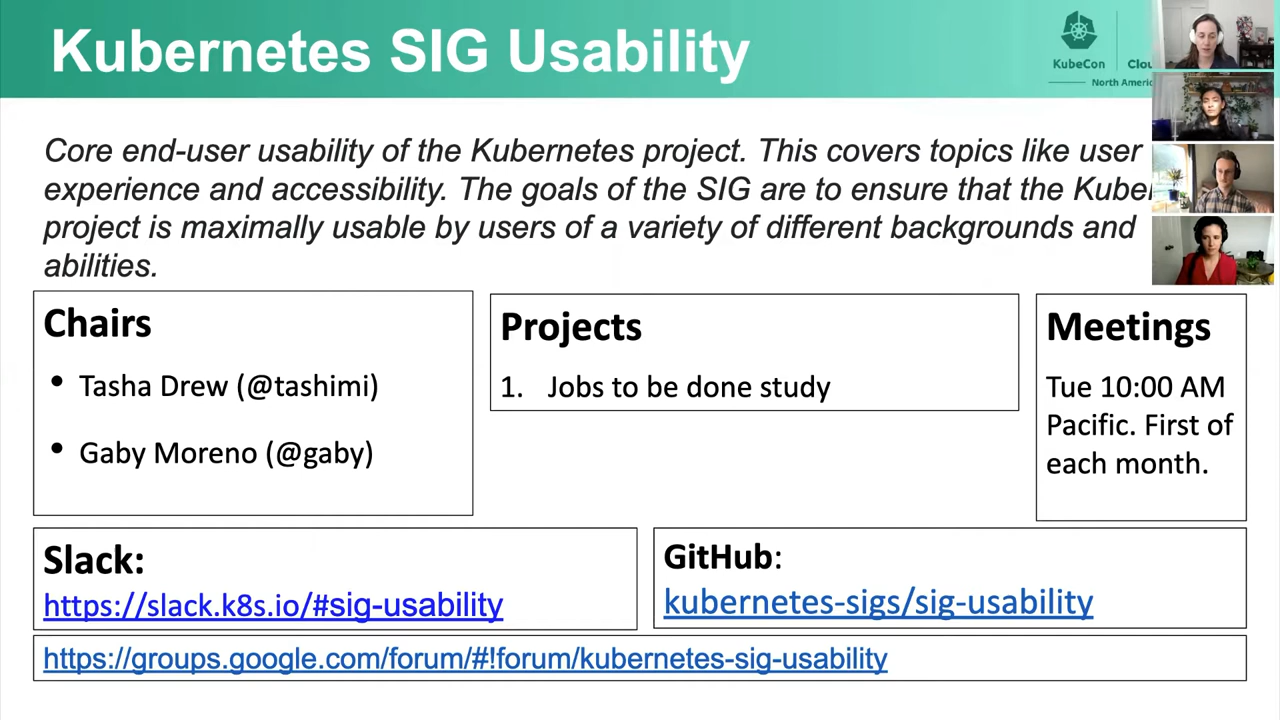 Kubernetes SIG Usability
KubeCon
North America
Core end-user usability of the Kubernetes project. This covers topics like user
experience and accessibility. The goals of the SIG are to ensure that the
project is maximally usable by users of a variety of different backgrounds and
abilities.
Chairs
• Tasha Drew (@tashimi)
• Gaby Moreno (@gaby)
Projects
1. Jobs to be done study
Meetings
Tue 10:00 AM
Pacific. First of
each month.
Slack:
https://slack.k8s.io/#sig-usability
GitHub:
kubernetes-sigs/sig-usability
https://groups.google.com/forum/#!forum/kubernetes-sig-usability